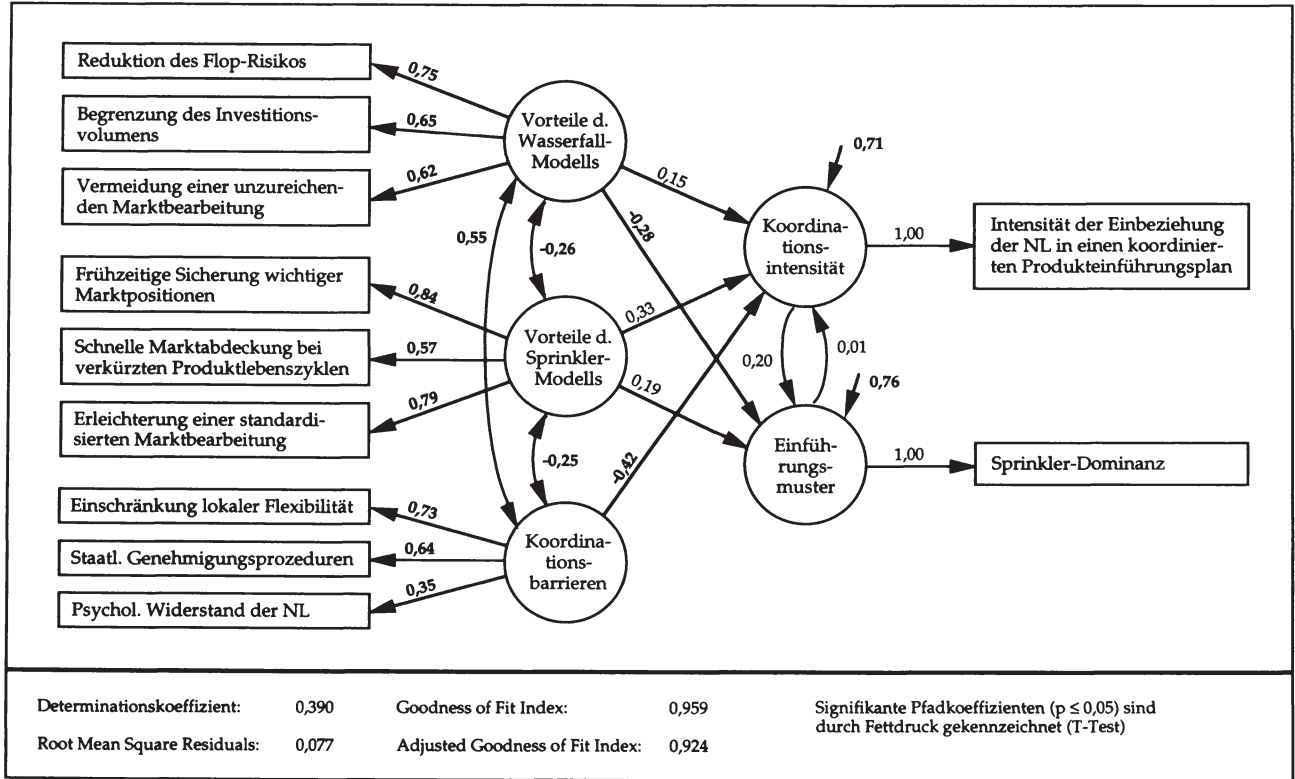 Reduktion des Flop-Risikos
0,75
Begrenzung des Investitions-
volumens
0,65
Vermeidung einer unzureichen-
den Marktbearbeitung
0,62
Vorteile d.
Wasserfall-
Modells
0,55
-0,26
0,15
-0,28
0,71
Koordina-
tions-
intensität
1,00
Intensität der Einbeziehung
der NL in einen koordinier-
ten Produkteinführungsplan
Frühzeitige Sicherung wichtiger
Marktpositionen
0,84
Schnelle Marktabdeckung bei
verkürzten Produktlebenszyklen
0,57
Erleichterung einer standardi-
sierten Marktbearbeitung
0,79
Vorteile d.
Sprinkler-
Modells
0,33
0,19
0,20
0,01
0,76
-0,25
-0,42
Einfüh-
rungs-
muster
1,00
Sprinkler-Dominanz
Einschränkung lokaler Flexibilität
0,73
Staatl. Genehmigungsprozeduren
0,64
Psychol. Widerstand der NL
0,35
Koordina-
tions-
barrieren
Determinationskoeffizient: 0,390 Goodness of Fit Index: 0,959 Signifikante Pfadkoeffizienten (p ≤ 0,05) sind
durch Fettdruck gekennzeichnet (T-Test)
Root Mean Square Residuals: 0,077 Adjusted Goodness of Fit Index: 0,924